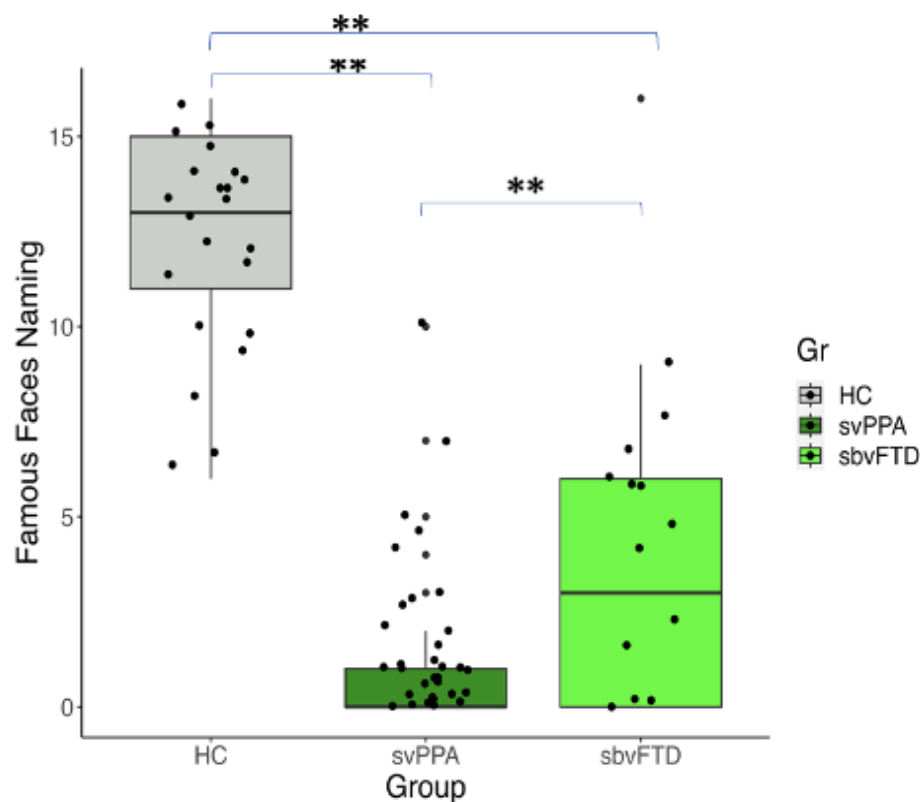 **
**
**
15
10
5
0
Famous Faces Naming
HC
svPPA
sbvFTD
Group
Gr
HC
svPPA
sbvFTD